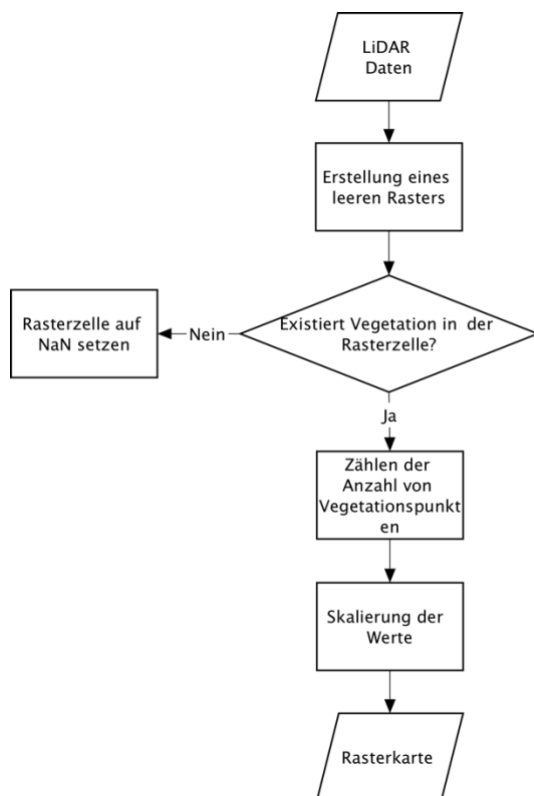 LiDAR
Daten
Erstellung eines
leeren Rasters
Existiert Vegetation in der
Rasterzelle?
Nein
Rasterzelle auf
NaN setzen
Ja
Zählen der
Anzahl von
Vegetationspunkt
en
Skalierung der
Werte
Rasterkarte